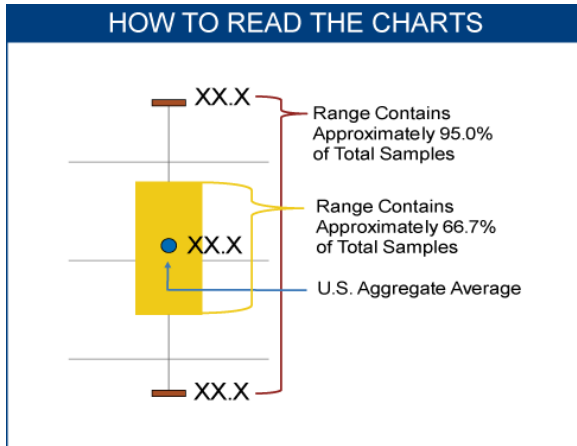 HOW TO READ THE CHARTS
XX.X
Range Contains
Approximately 95.0%
of Total Samples
Range Contains
Approximately 66.7%
of Total Samples
XX.X
U.S. Aggregate Average
XX.X